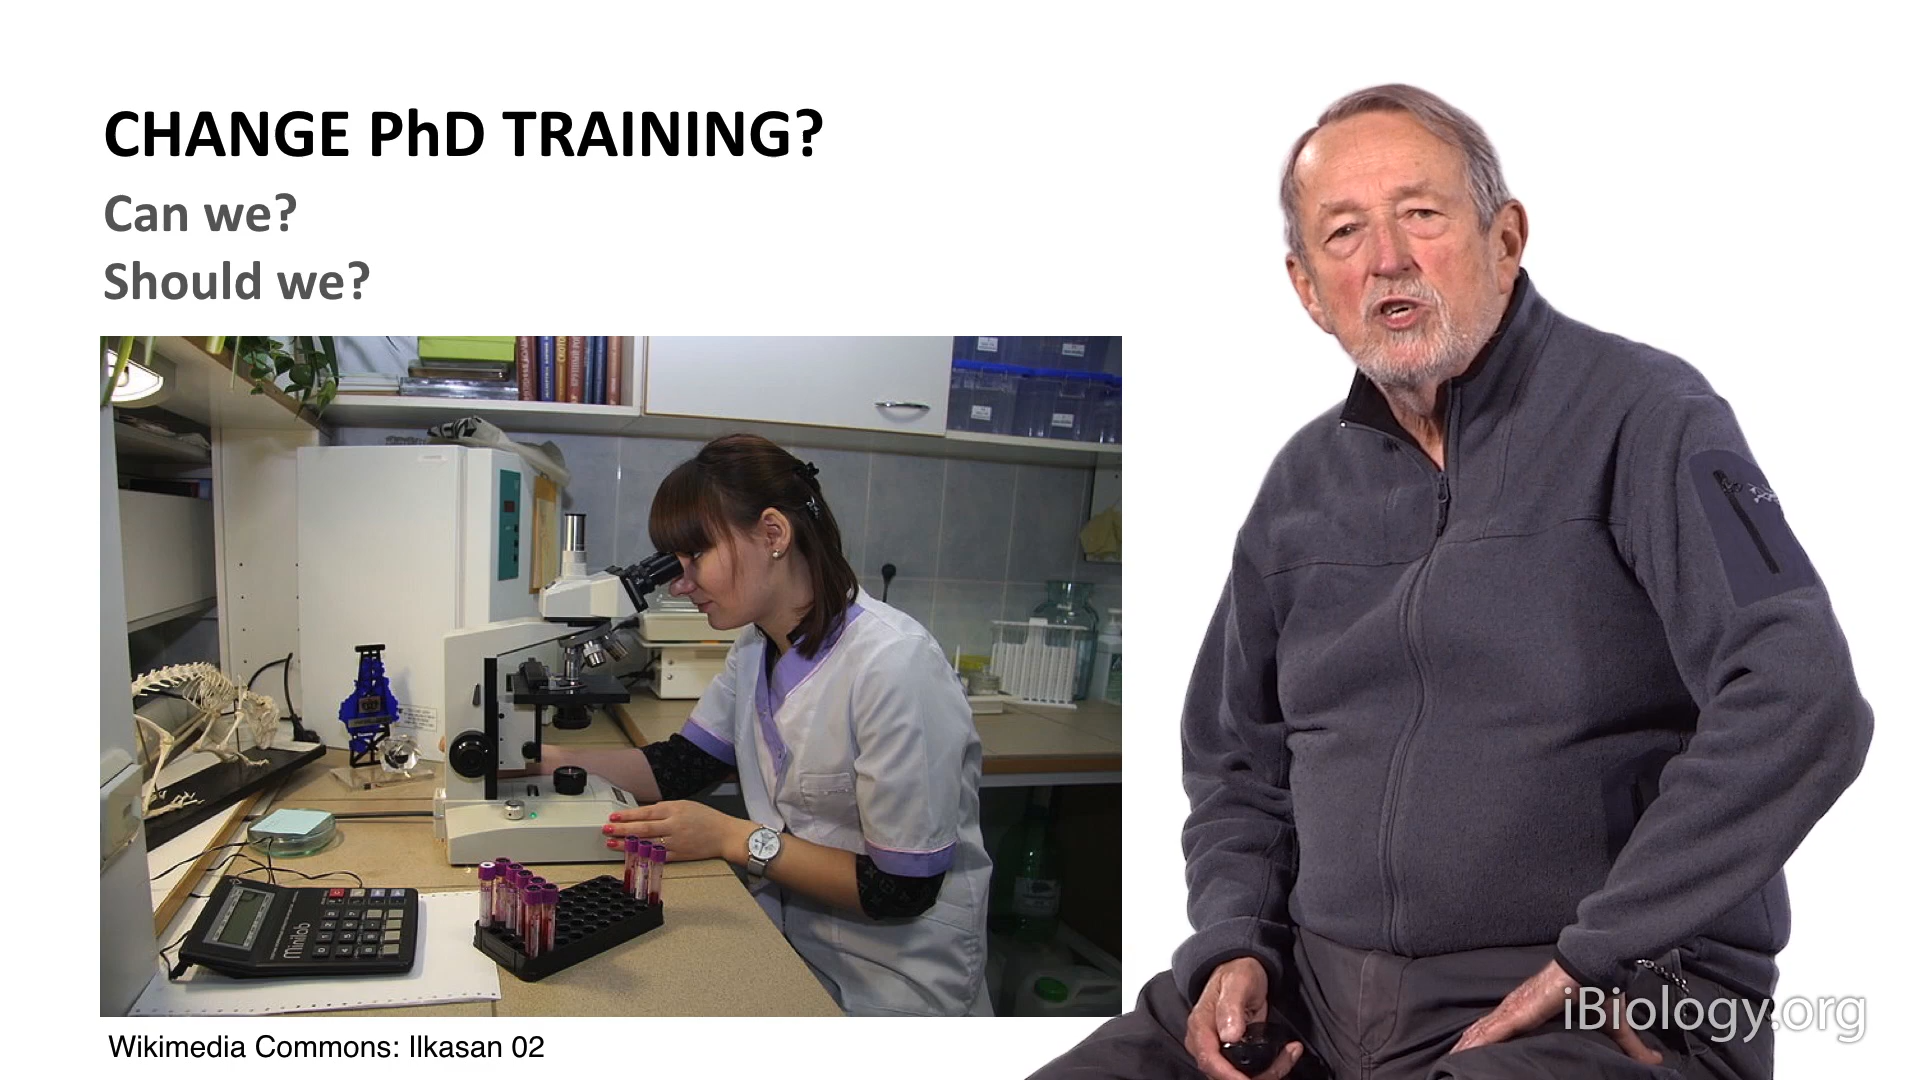 CHANGE PhD TRAINING?
Can we?
Should we?
Minilab
Wikimedia Commons: Ilkasan 02
iBiology.org